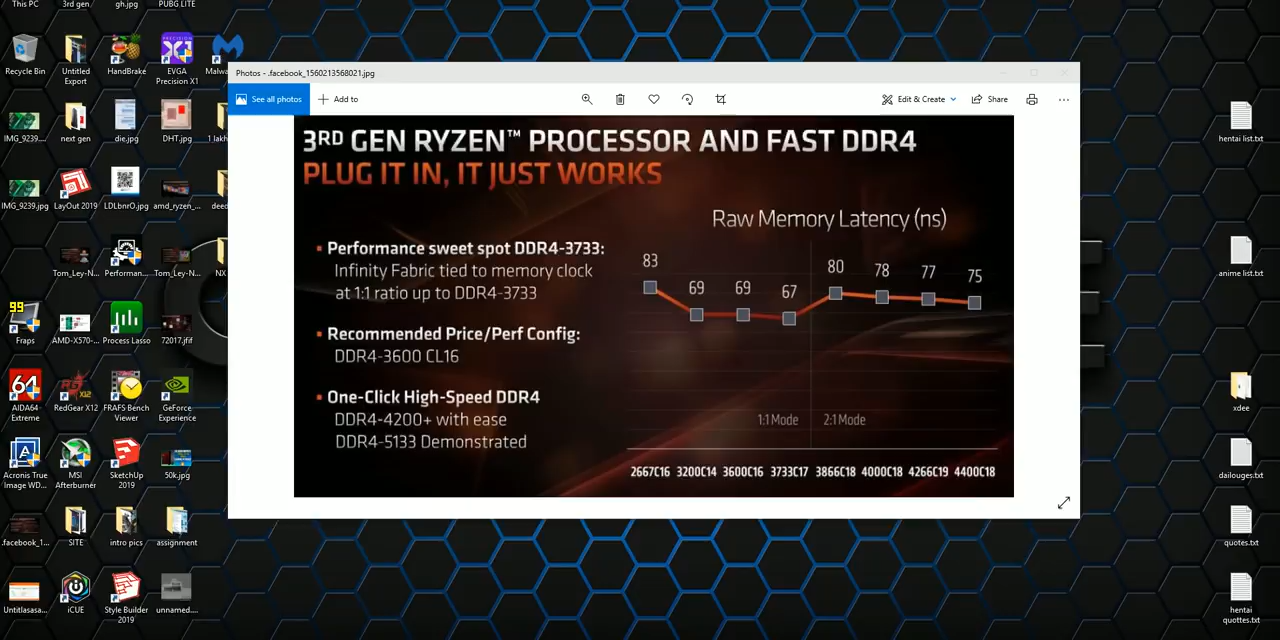 This PC
3rd gen
gh.jpg
PUBG LITE
Recycle Bin
Untitled
Export
HandBrake
EVGA
Precision X1
Malwa
IMG_9239....
next gen
die.jpg
DHT.jpg
1 lakh
IMG_9239.jpg
LayOut 2019
LDLbnrO.jpg
amd_ryzen_...
deed
Tom_Ley-N...
Performan...
Tom_Ley-N...
NX
99
Fraps
AMD-X570-...
Process Lasso
72017.jfif
64
AIDA64
Extreme
RedGear X12
FRAFS Bench
Viewer
GeForce
Experience
Acronis True
Image WD...
MSI
Afterburner
SketchUp
2019
50k.jpg
.facebook_1...
SITE
intro pics
assignment
Untitlasasa...
iCUE
Style Builder
2019
unnamed....
Photos - .facebook_1560213568021.jpg
See all photos
Add to
Edit & Create
Share
3RD GEN RYZEN™ PROCESSOR AND FAST DDR4
PLUG IT IN, IT JUST WORKS
Performance sweet spot DDR4-3733:
Infinity Fabric tied to memory clock
at 1:1 ratio up to DDR4-3733
Recommended Price/Perf Config:
DDR4-3600 CL16
One-Click High-Speed DDR4
DDR4-4200+ with ease
DDR4-5133 Demonstrated
Raw Memory Latency (ns)
83 69 69 67 80 78 77 75
1:1 Mode 2:1 Mode
2667C16 3200C14 3600C16 3733C17 3866C18 4000C18 4266C19 4400C18
hentai list.txt
anime list.txt
xdee
dailouges.txt
quotes.txt
hentai
quottes.txt